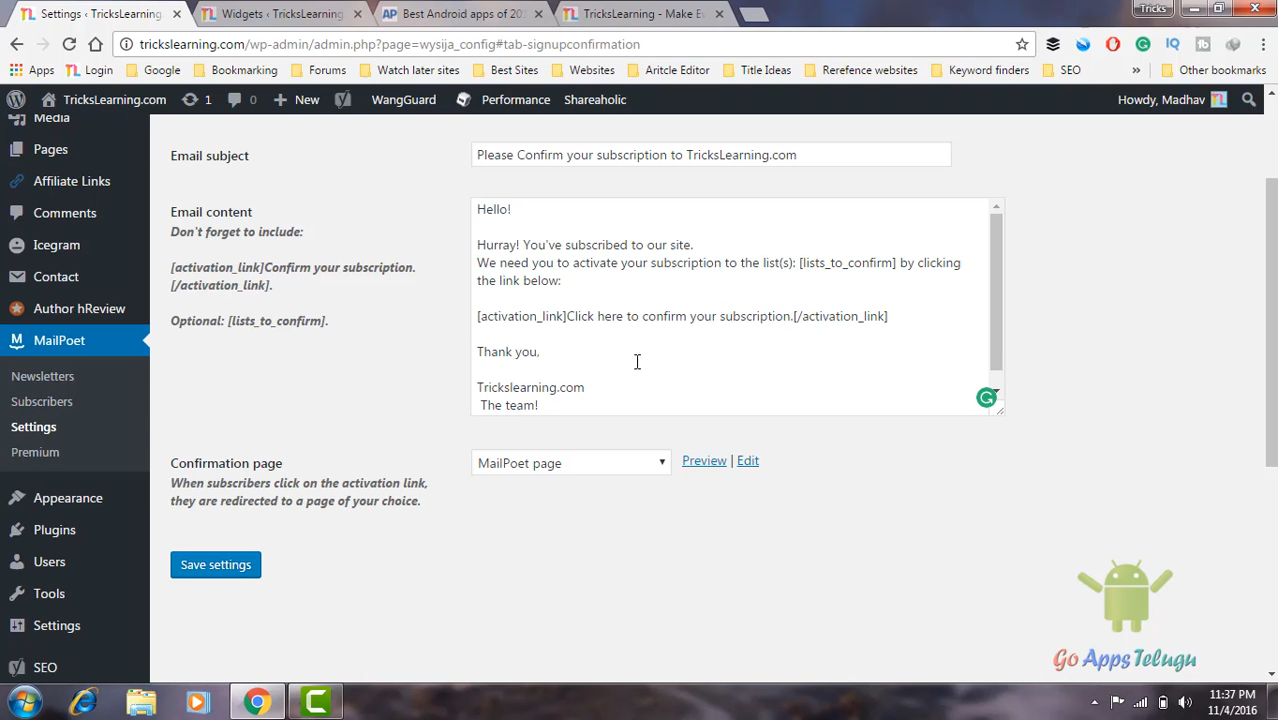 Settings ‹ TricksLearning
Widgets ‹ TricksLearning
Best Android apps of 20
TricksLearning - Make E
Tricks
trickslearning.com/wp-admin/admin.php?page=wysija_config#tab-signupconfirmation
Apps
Login
Google
Bookmarking
Forums
Watch later sites
Best Sites
Websites
Aritcle Editor
Title Ideas
Rerefence websites
Keyword finders
SEO
»
Other bookmarks
TricksLearning.com
1
0
New
WangGuard
Performance
Shareaholic
Howdy, Madhav
Media
Pages
Affiliate Links
Comments
Icegram
Contact
Author hReview
MailPoet
Newsletters
Subscribers
Settings
Premium
Appearance
Plugins
Users
Tools
Settings
SEO
Email subject
Please Confirm your subscription to TricksLearning.com
Email content
Don't forget to include:
[activation_link]Confirm your subscription.
[/activation_link].
Optional: [lists_to_confirm].
Hello!
Hurray! You've subscribed to our site.
We need you to activate your subscription to the list(s): [lists_to_confirm] by clicking
the link below:
[activation_link]Click here to confirm your subscription.[/activation_link]
Thank you,
Trickslearning.com
The team!
Confirmation page
When subscribers click on the activation link,
they are redirected to a page of your choice.
MailPoet page
Preview | Edit
Save settings
Go AppsTelugu
11:37 PM
11/4/2016